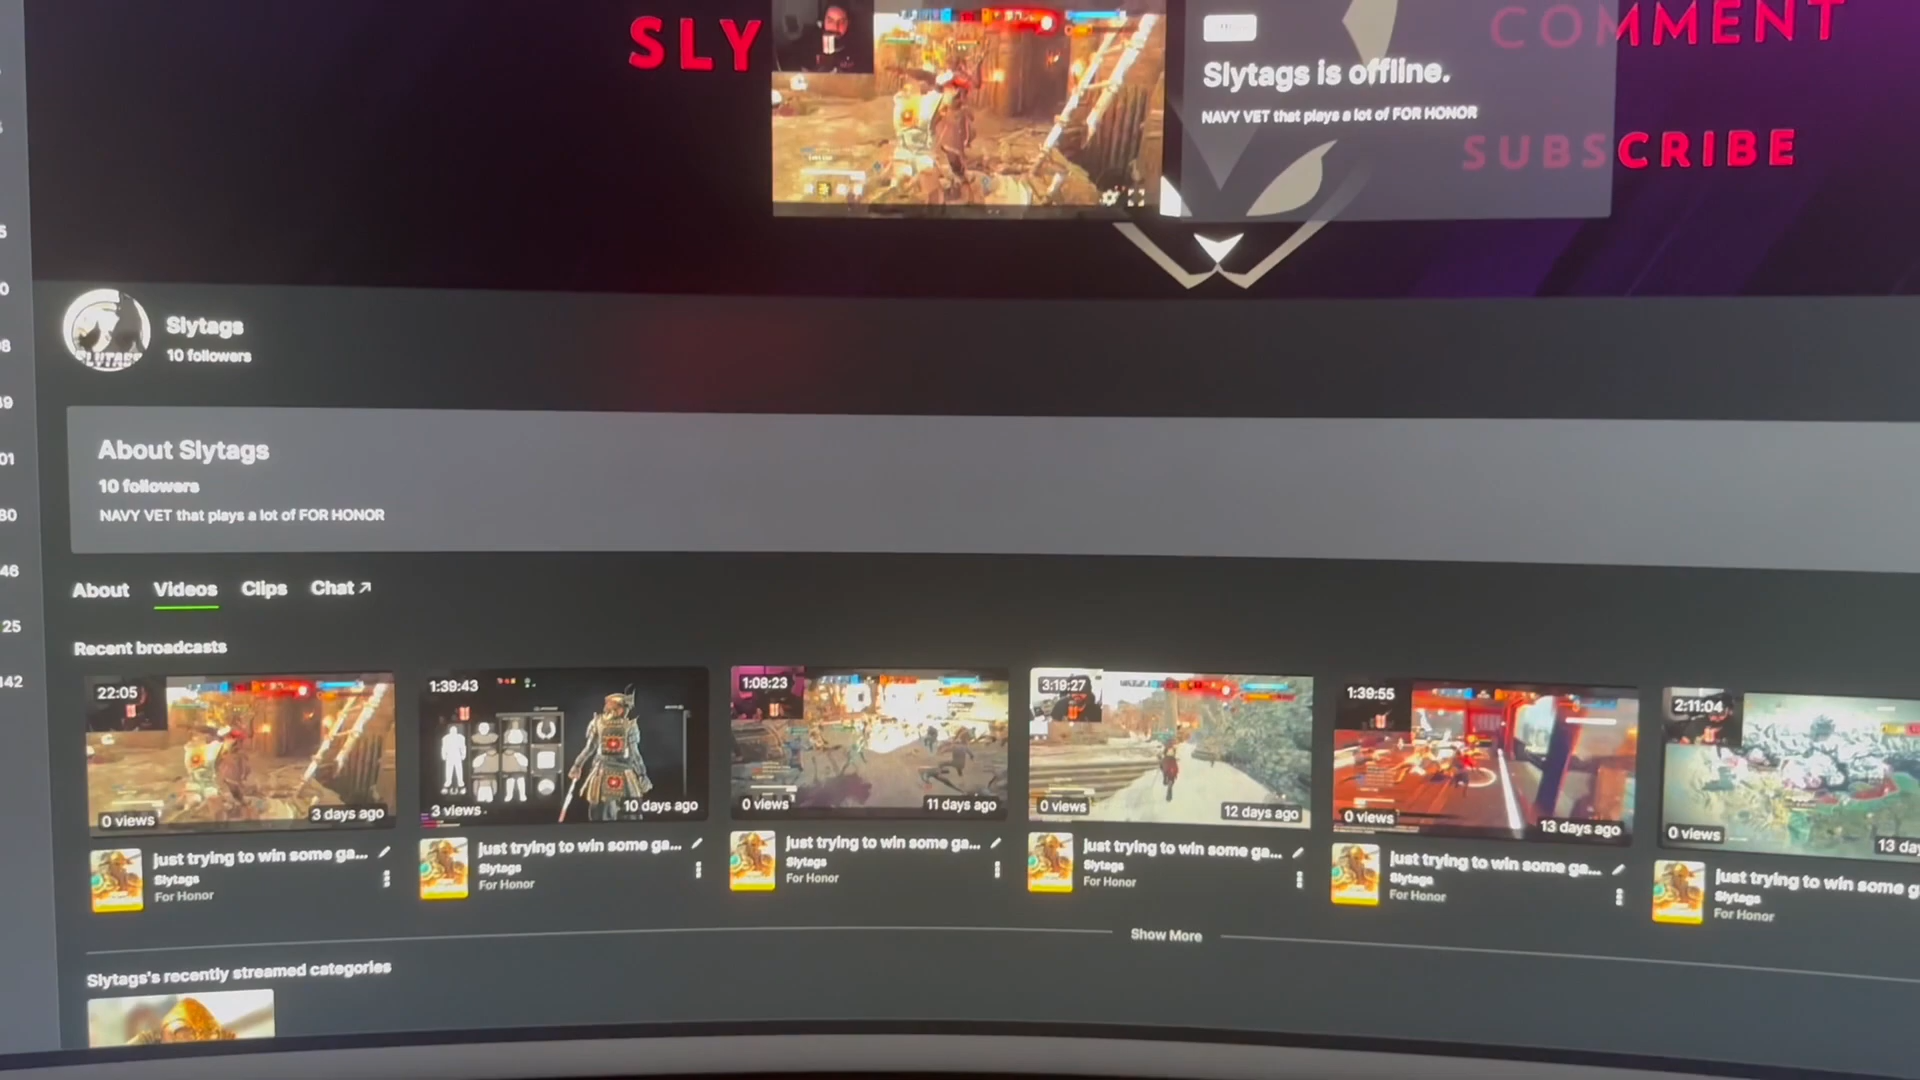 SLY
COMMENT
SUBSCRIBE
Slytags is offline.
NAVY VET that plays a lot of FOR HONOR
Slytags
10 followers
About Slytags
10 followers
NAVY VET that plays a lot of FOR HONOR
About Videos Clips Chat
Recent broadcasts
22:05
0 views
3 days ago
just trying to win some ga...
Slytags
For Honor
1:39:43
3 views
10 days ago
just trying to win some ga...
Slytags
For Honor
1:08:23
0 views
11 days ago
just trying to win some ga...
Slytags
For Honor
3:19:27
0 views
12 days ago
just trying to win some ga...
Slytags
For Honor
1:39:55
0 views
13 days ago
just trying to win some ga...
Slytags
For Honor
2:11:04
0 views
13 day
just trying to win some g
Slytags
For Honor
Show More
Slytags's recently streamed categories